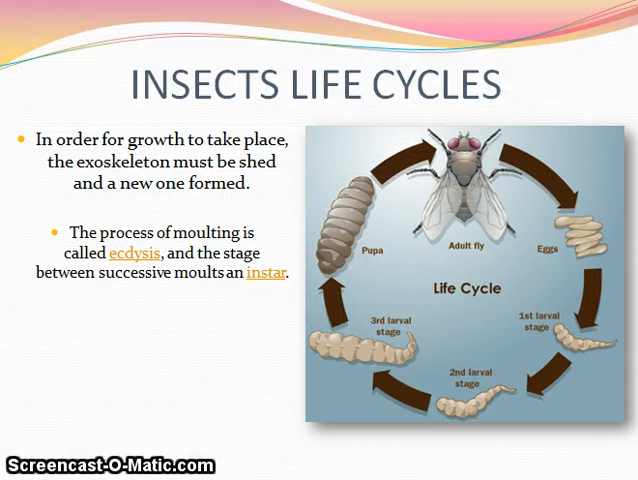 INSECTS LIFE CYCLES
In order for growth to take place,
the exoskeleton must be shed
and a new one formed.
The process of moulting is
called ecdysis, and the stage
between successive moults an instar.
Pupa
Adult fly
Eggs
Life Cycle
3rd larval
stage
1st larval
stage
2nd larval
stage
Screencast-O-Matic.com